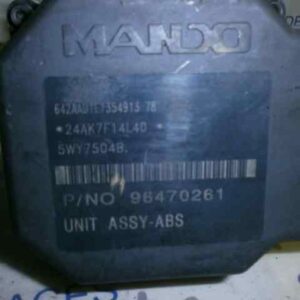 MANDO
*24AK7F14L40
5WY7504B.
P/NO 96470261
UNIT ASSY-ABS